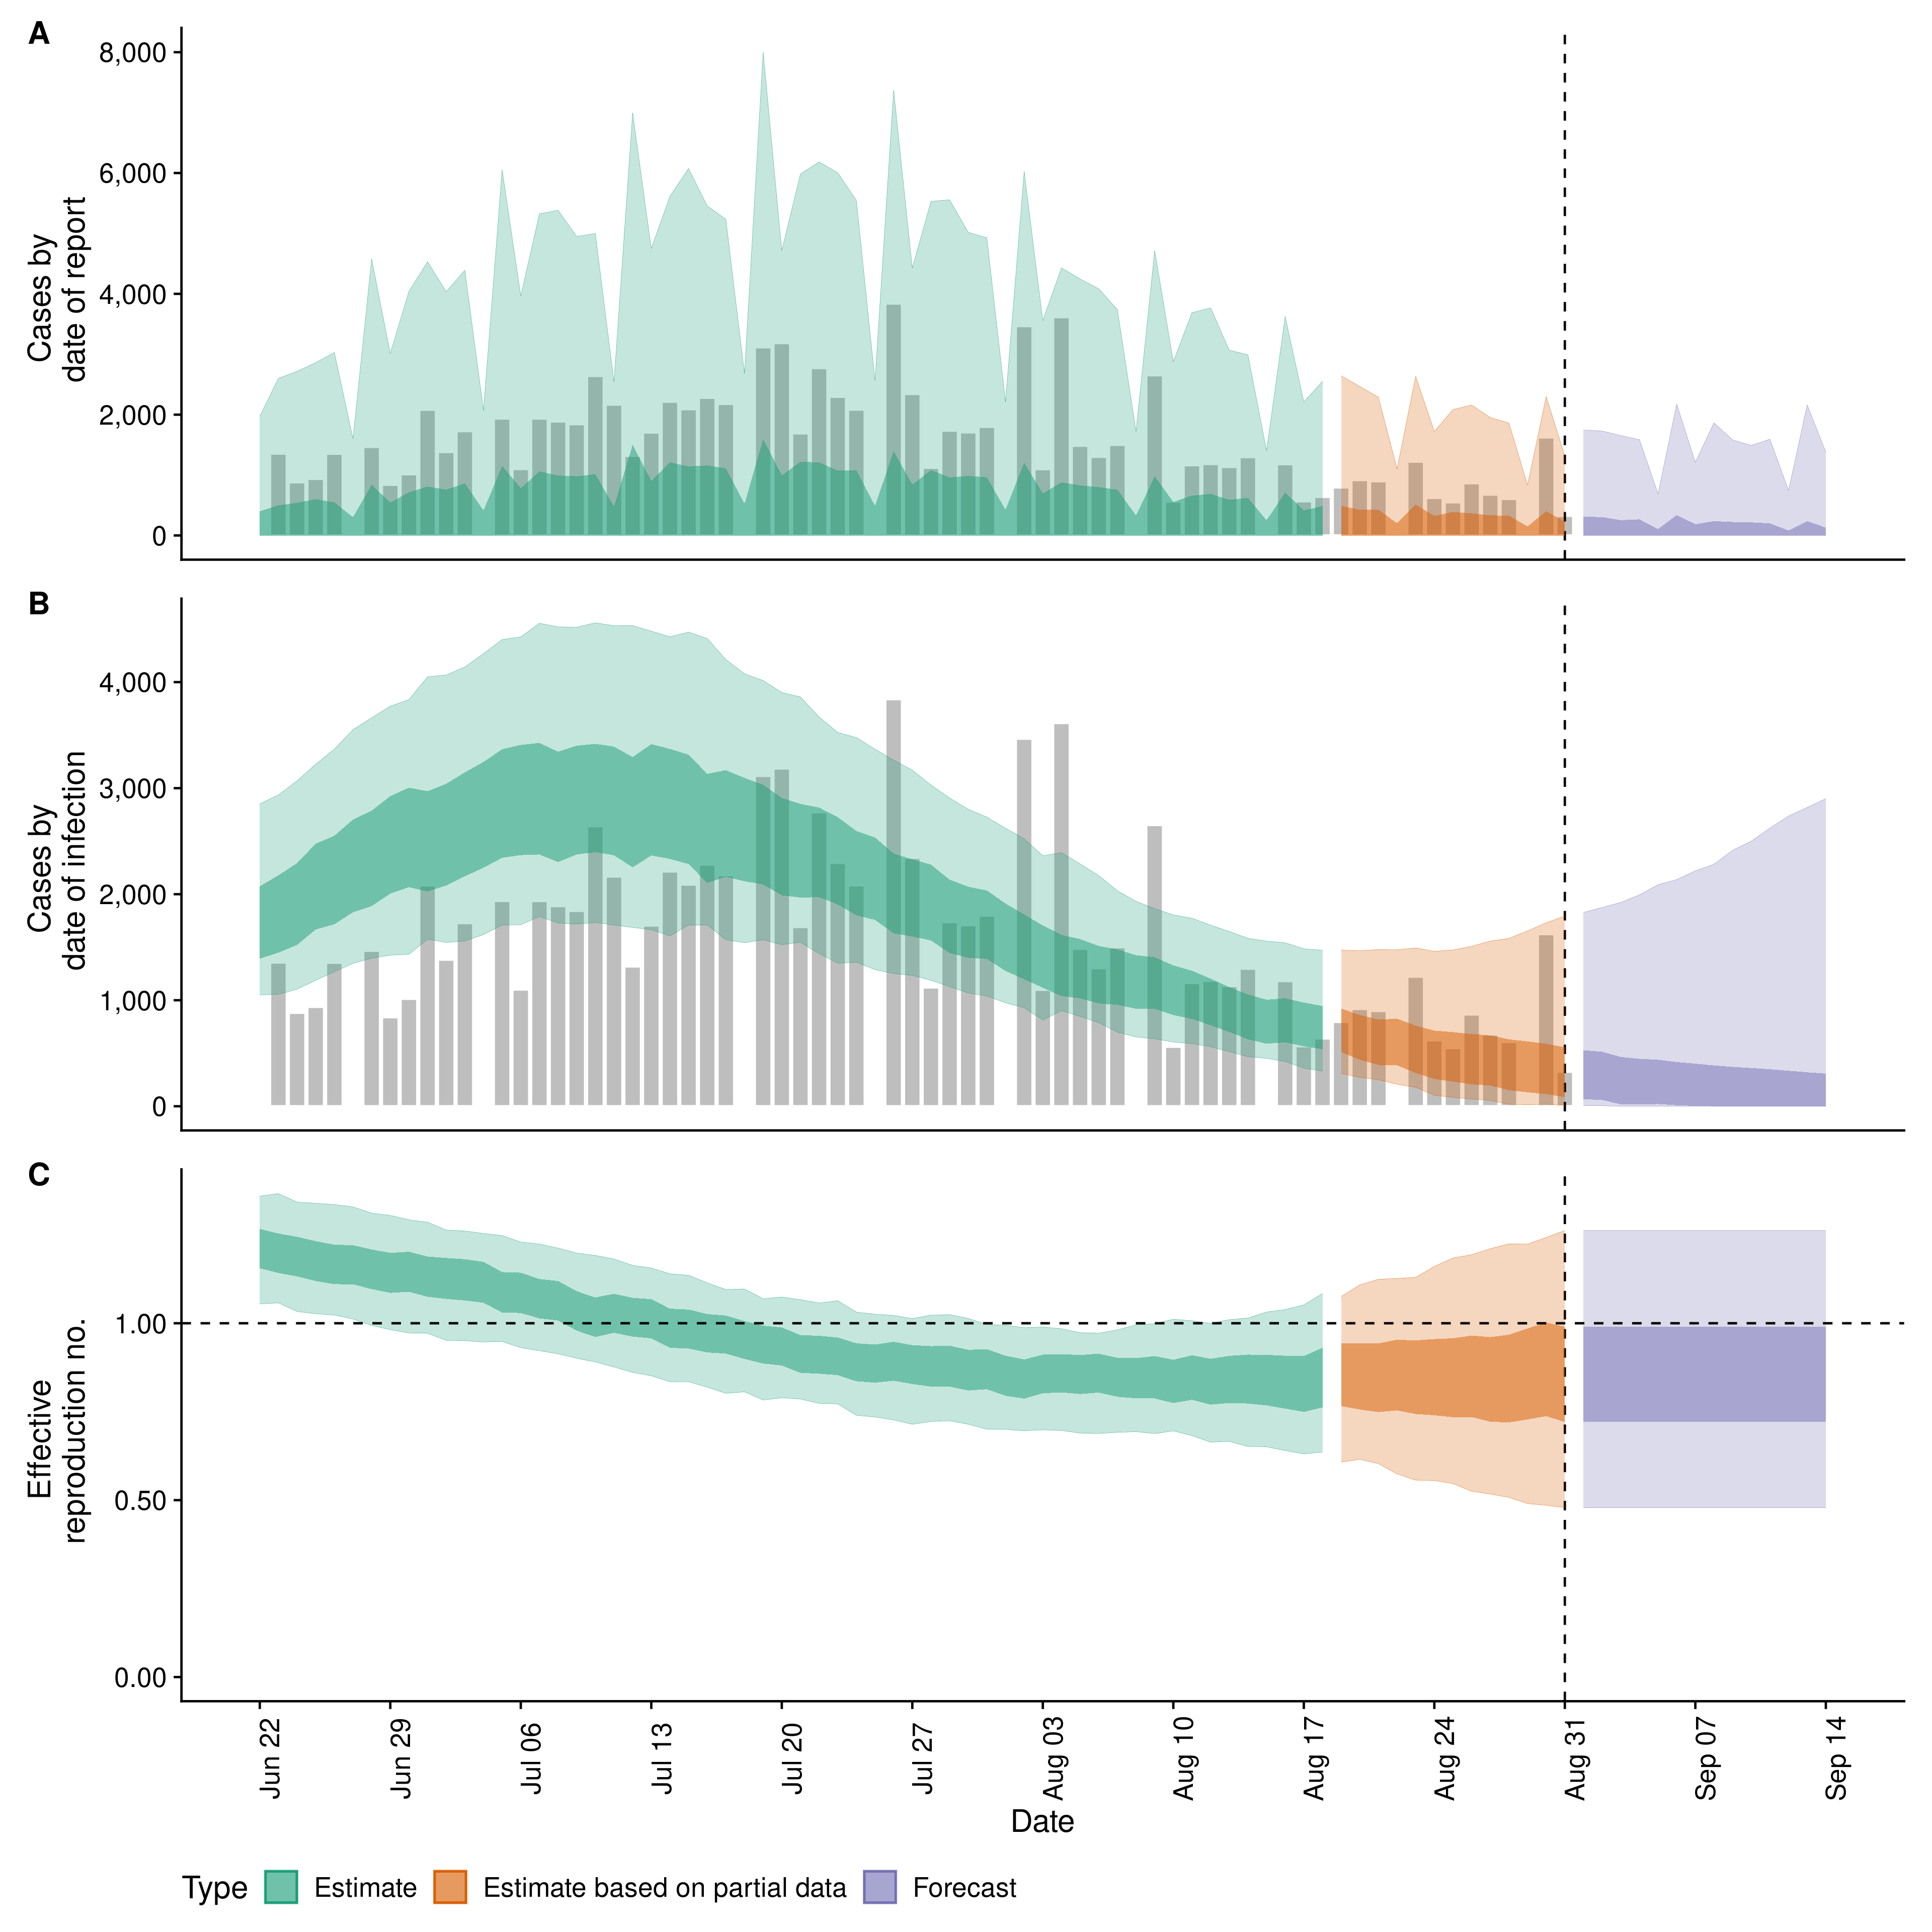 A
Cases by
date of report
8,000
6,000
4,000
2,000
0
B
Cases by
date of infection
4,000
3,000
2,000
1,000
0
C
Effective
reproduction no.
1.00
0.50
0.00
Jun 22
Jun 29
Jul 06
Jul 13
Jul 20
Jul 27
Aug 03
Aug 10
Aug 17
Aug 24
Aug 31
Sep 07
Sep 14
Date
Type Estimate Estimate based on partial data Forecast